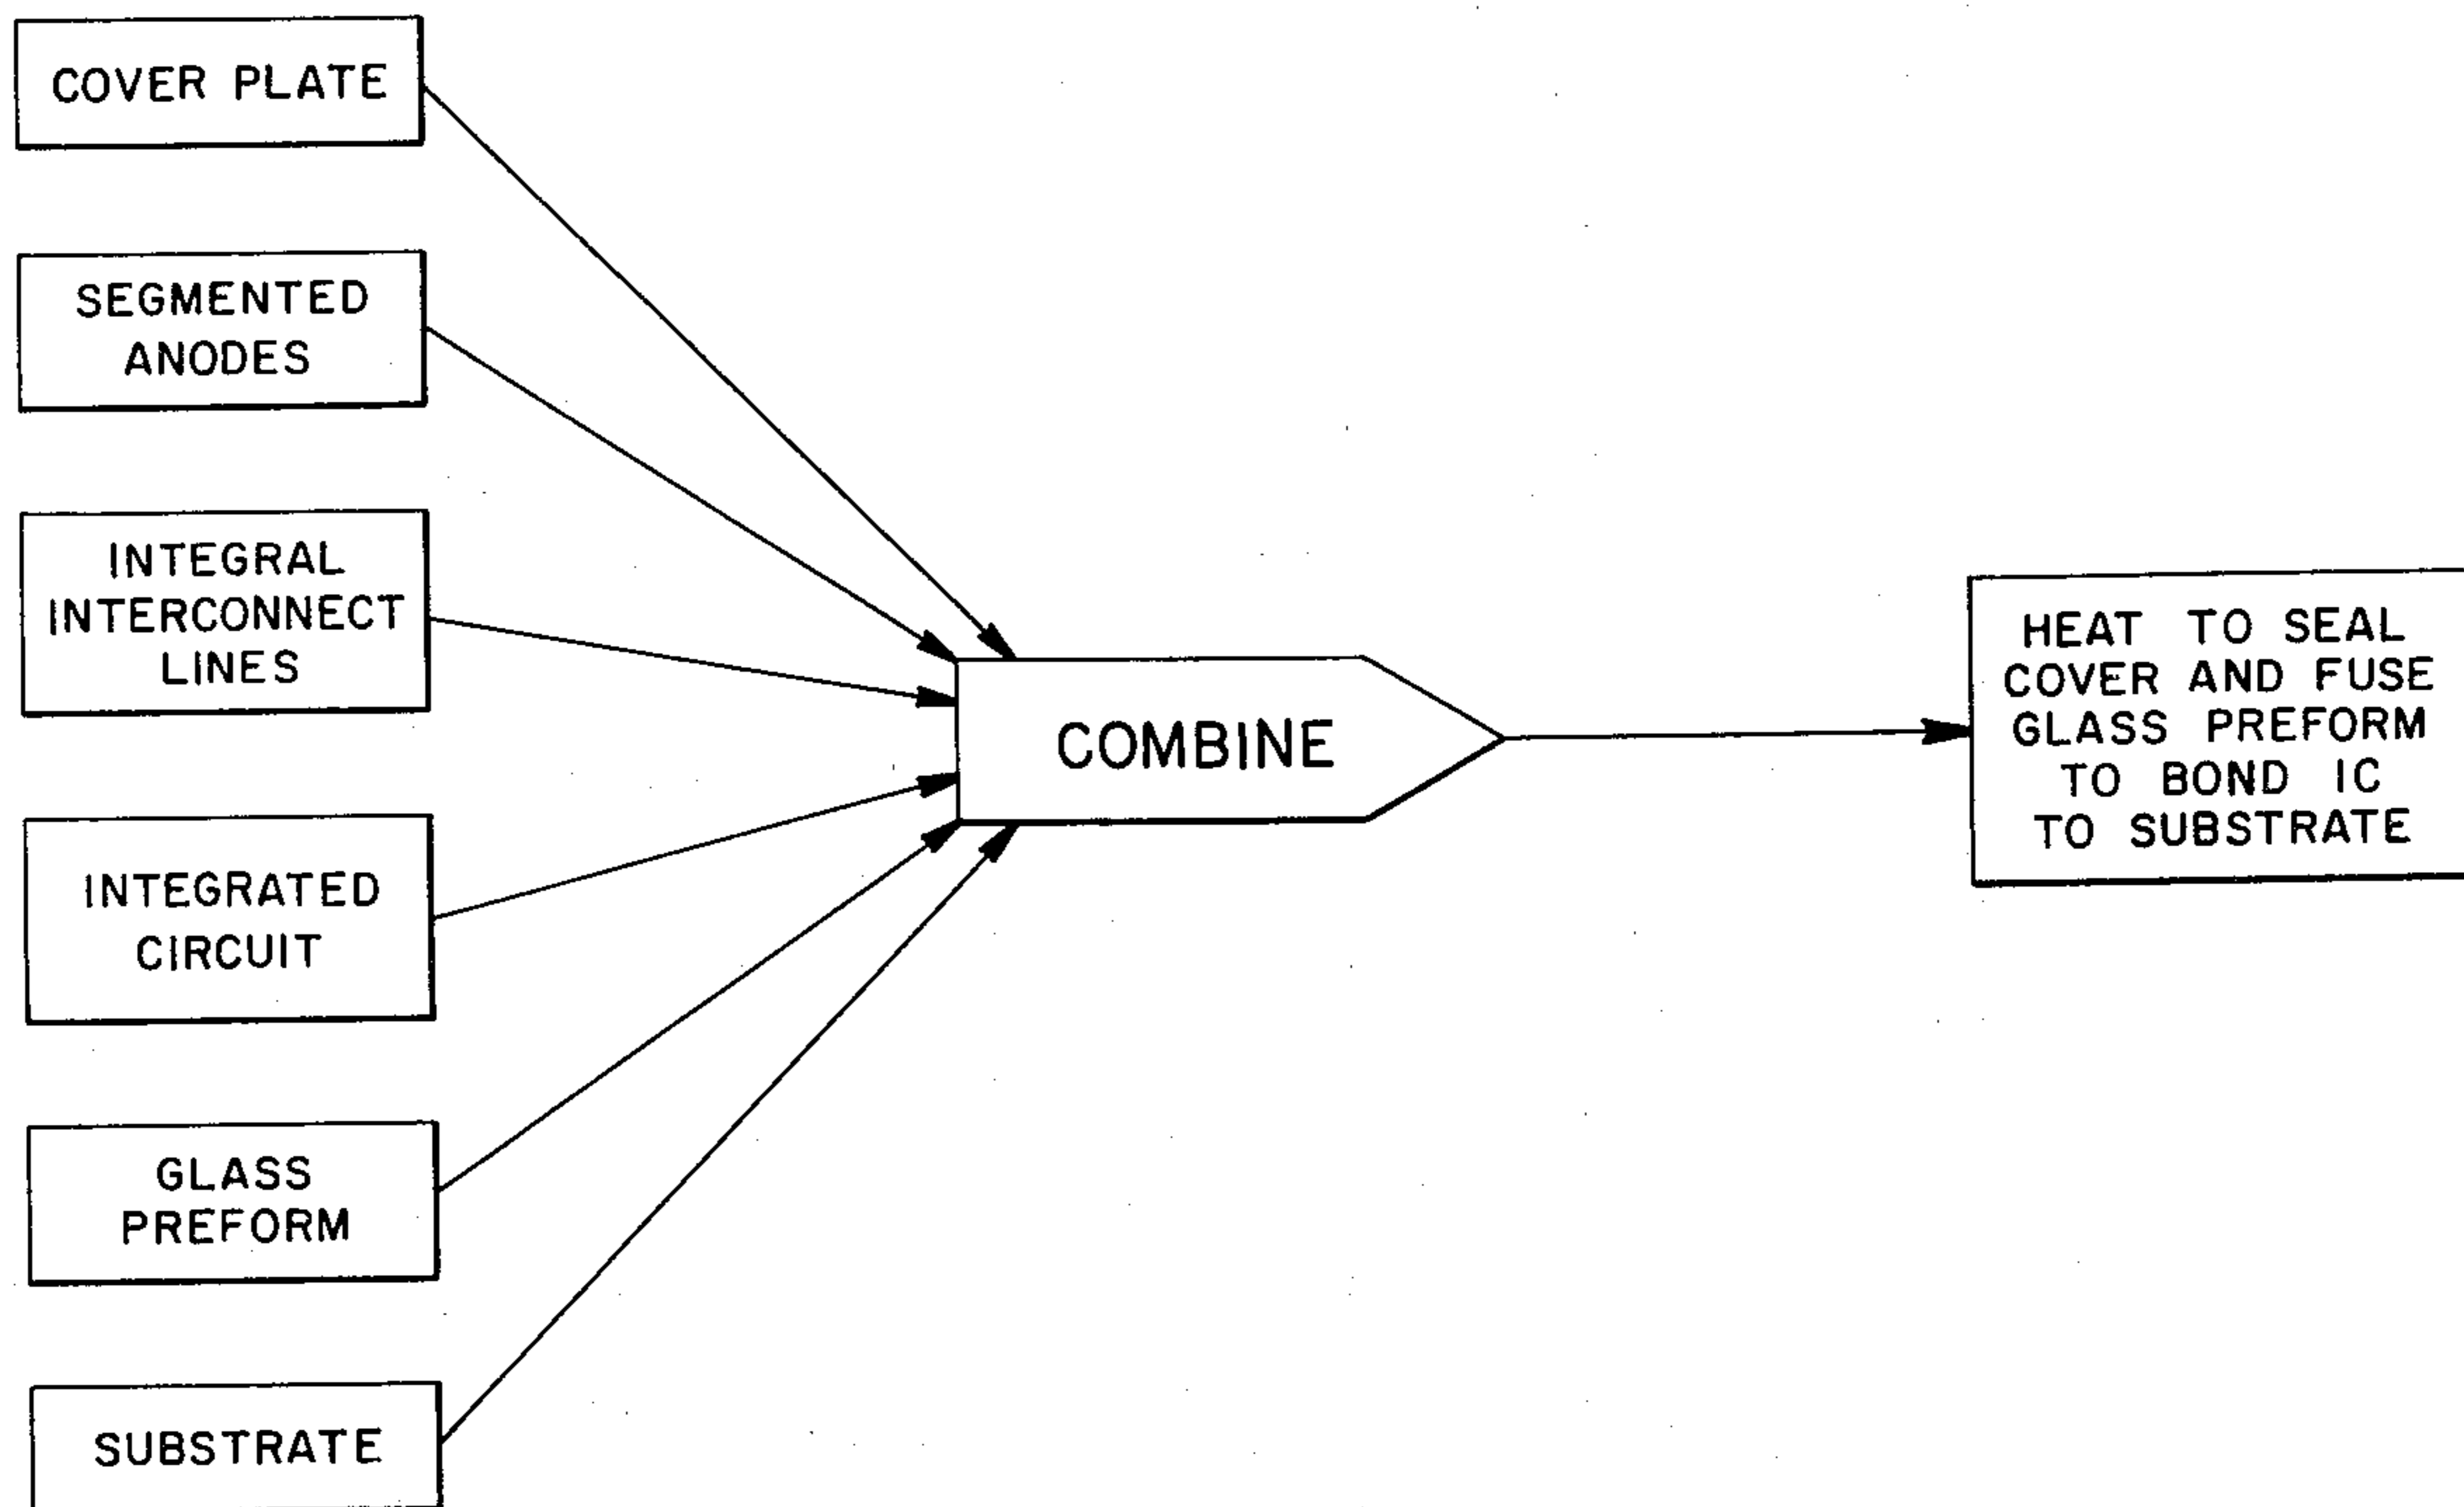 COVER PLATE
SEGMENTED
ANODES
INTEGRAL
INTERCONNECT
LINES
INTEGRATED
CIRCUIT
GLASS
PREFORM
SUBSTRATE
COMBINE
HEAT TO SEAL
COVER AND FUSE
GLASS PREFORM
TO BOND IC
TO SUBSTRATE